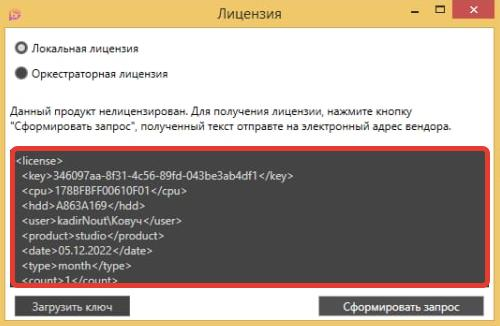 Лицензия
Локальная лицензия
Оркестраторная лицензия
Данный продукт нелицензирован. Для получения лицензии, нажмите кнопку
"Сформировать запрос", полученный текст отправте на электронный адрес вендора.
<license>
<key>346097aa-8f31-4c56-89fd-043be3ab4df1</key>
<cpu>178BFBFF00610F01</cpu>
<hdd>A863A169</hdd>
<user>kadirNout\Ковуч</user>
<product>studio</product>
<date>05.12.2022</date>
<type>month</type>
<count>1</count>
Загрузить ключ
Сформировать запрос